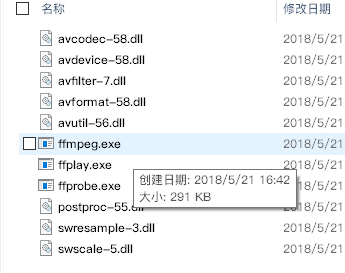 名称 修改日期
avcodec-58.dll 2018/5/21
avdevice-58.dll 2018/5/21
avfilter-7.dll 2018/5/21
avformat-58.dll 2018/5/21
avutil-56.dll 2018/5/21
ffmpeg.exe 2018/5/21
ffplay.exe 2018/5/21
ffprobe.exe 2018/5/21
创建日期: 2018/5/21 16:42
大小: 291 KB
postproc-55.dll 2018/5/21
swresample-3.dll 2018/5/21
swscale-5.dll 2018/5/21